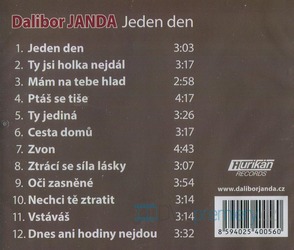 Dalibor JANDA Jeden den
1. Jeden den 3:03
2. Ty jsi holka nejdál 3:17
3. Mám na tebe hlad 2:58
4. Ptáš se tiše 4:17
5. Ty jediná 3:26
6. Cesta domů 3:17
7. Zvon 4:43
8. Ztrácí se síla lásky 3:07
9. Oči zasněné 3:54
10. Nechci tě ztratit 3:14
11. Vstáváš 3:14
12. Dnes ani hodiny nejdou 3:32
Hurikán
RECORDS
www.daliborjanda.cz
8 594025 400560